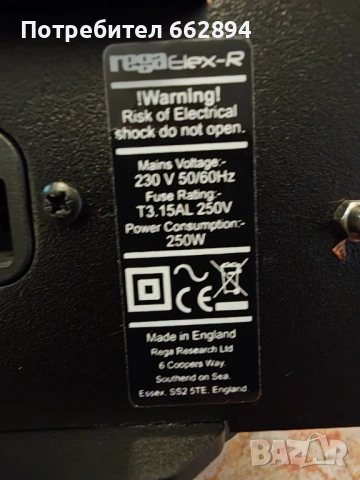 Потребител 662894
rega Elex-R
!Warning!
Risk of Electrical
shock do not open.
Mains Voltage:-
230 V 50/60Hz
Fuse Rating:-
T3.15AL 250V
Power Consumption:-
250W
CE
Made in England
Rega Research Ltd
6 Coopers Way.
Southend on Sea.
Essex. SS2 5TE. England.
BAZAR